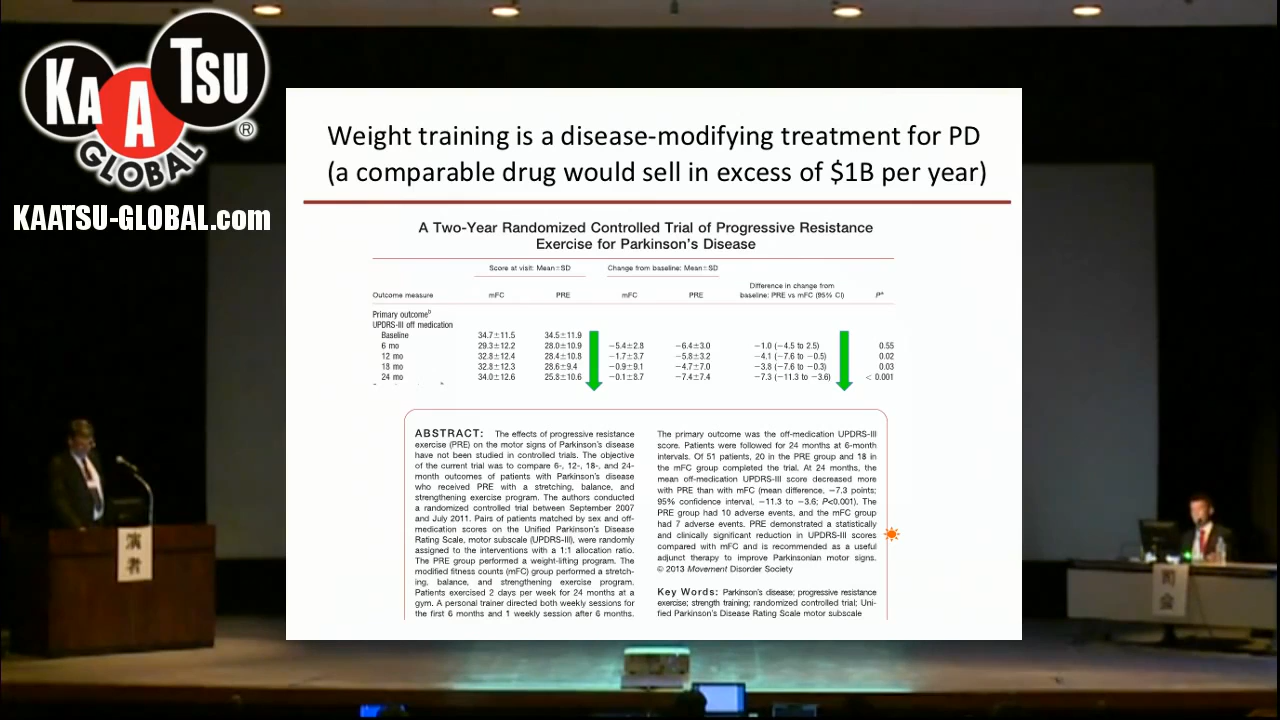 KAATSU
GLOBAL
®
KAATSU-GLOBAL.com
Weight training is a disease-modifying treatment for PD
(a comparable drug would sell in excess of $1B per year)
A Two-Year Randomized Controlled Trial of Progressive Resistance
Exercise for Parkinson's Disease
Score at visit: Mean±SD Change from baseline: Mean±SD
Difference in change from
Outcome measure mFC PRE mFC PRE baseline: PRE vs mFC (95% CI) Pᵃ
Primary outcomeᵇ
UPDRS-III off medication
Baseline 34.7±11.5 34.5±11.9
6 mo 29.3±12.2 28.0±10.9 −5.4±2.8 −6.4±3.0 −1.0 (−4.5 to 2.5) 0.55
12 mo 32.8±12.4 28.4±10.8 −1.7±3.7 −5.8±3.2 −4.1 (−7.6 to −0.5) 0.02
18 mo 32.8±12.3 28.6±9.4 −0.9±9.1 −4.7±7.0 −3.8 (−7.6 to −0.3) 0.03
24 mo 34.0±12.6 25.8±10.6 −0.1±8.7 −7.4±7.4 −7.3 (−11.3 to −3.6) < 0.001
ABSTRACT: The effects of progressive resistance
exercise (PRE) on the motor signs of Parkinson's disease
have not been studied in controlled trials. The objective
of the current trial was to compare 6-, 12-, 18-, and 24-
month outcomes of patients with Parkinson's disease
who received PRE with a stretching, balance, and
strengthening exercise program. The authors conducted
a randomized controlled trial between September 2007
and July 2011. Pairs of patients matched by sex and off-
medication scores on the Unified Parkinson's Disease
Rating Scale, motor subscale (UPDRS-III), were randomly
assigned to the interventions with a 1:1 allocation ratio.
The PRE group performed a weight-lifting program. The
modified fitness counts (mFC) group performed a stretch-
ing, balance, and strengthening exercise program.
Patients exercised 2 days per week for 24 months at a
gym. A personal trainer directed both weekly sessions for
the first 6 months and 1 weekly session after 6 months.
The primary outcome was the off-medication UPDRS-III
score. Patients were followed for 24 months at 6-month
intervals. Of 51 patients, 20 in the PRE group and 18 in
the mFC group completed the trial. At 24 months, the
mean off-medication UPDRS-III score decreased more
with PRE than with mFC (mean difference, −7.3 points;
95% confidence interval, −11.3 to −3.6; P<0.001). The
PRE group had 10 adverse events, and the mFC group
had 7 adverse events. PRE demonstrated a statistically
and clinically significant reduction in UPDRS-III scores
compared with mFC and is recommended as a useful
adjunct therapy to improve Parkinsonian motor signs.
© 2013 Movement Disorder Society
Key Words: Parkinson's disease; progressive resistance
exercise; strength training; randomized controlled trial; Uni-
fied Parkinson's Disease Rating Scale motor subscale
演
者
司
会